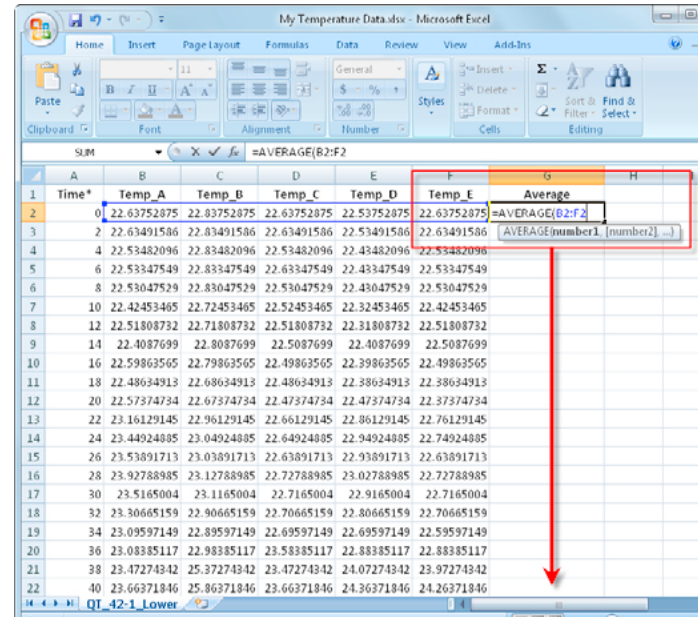 My Temperature Data.xlsx - Microsoft Excel
Home Insert Page Layout Formulas Data Review View Add-Ins
Paste
11
General
Styles
Insert
Delete
Format
Sort & Filter
Find & Select
Clipboard Font Alignment Number Cells Editing
SUM =AVERAGE(B2:F2
A B C D E F G H
1 Time* Temp_A Temp_B Temp_C Temp_D Temp_E Average
2 0 22.63752875 22.83752875 22.63752875 22.53752875 22.63752875 =AVERAGE(B2:F2
AVERAGE(number1, [number2], ...)
3 2 22.63491586 22.83491586 22.63491586 22.53491586 22.63491586
4 4 22.53482096 22.83482096 22.53482096 22.43482096 22.53482096
5 6 22.53347549 22.83347549 22.63347549 22.43347549 22.53347549
6 8 22.53047529 22.83047529 22.53047529 22.43047529 22.53047529
7 10 22.42453465 22.72453465 22.52453465 22.32453465 22.42453465
8 12 22.51808732 22.71808732 22.51808732 22.31808732 22.51808732
9 14 22.4087699 22.8087699 22.5087699 22.4087699 22.5087699
10 16 22.59863565 22.79863565 22.49863565 22.39863565 22.49863565
11 18 22.48634913 22.68634913 22.48634913 22.38634913 22.38634913
12 20 22.57374734 22.67374734 22.47374734 22.47374734 22.37374734
13 22 23.16129145 22.96129145 22.66129145 22.86129145 22.76129145
14 24 23.44924885 23.04924885 22.64924885 22.94924885 22.74924885
15 26 23.53891713 23.03891713 22.63891713 22.93891713 22.63891713
16 28 23.92788985 23.12788985 22.72788985 23.02788985 22.72788985
17 30 23.5165004 23.1165004 22.7165004 22.9165004 22.7165004
18 32 23.30665159 22.90665159 22.70665159 22.80665159 22.70665159
19 34 23.09597149 22.89597149 22.69597149 22.69597149 22.59597149
20 36 23.08385117 22.98385117 23.58385117 22.88385117 22.88385117
21 38 23.47274342 25.37274342 23.47274342 24.07274342 23.97274342
22 40 23.66371846 25.86371846 23.66371846 24.36371846 24.26371846
QT_42-1_Lower